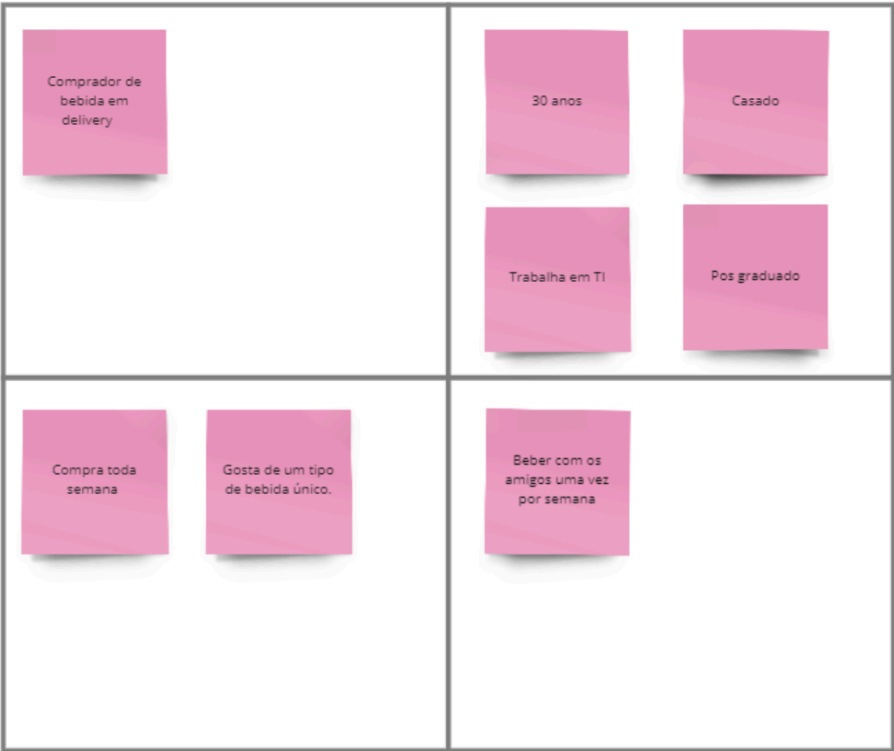 Comprador de
bebida em
delivery
30 anos
Casado
Trabalha em TI
Pos graduado
Compra toda
semana
Gosta de um tipo
de bebida único.
Beber com os
amigos uma vez
por semana